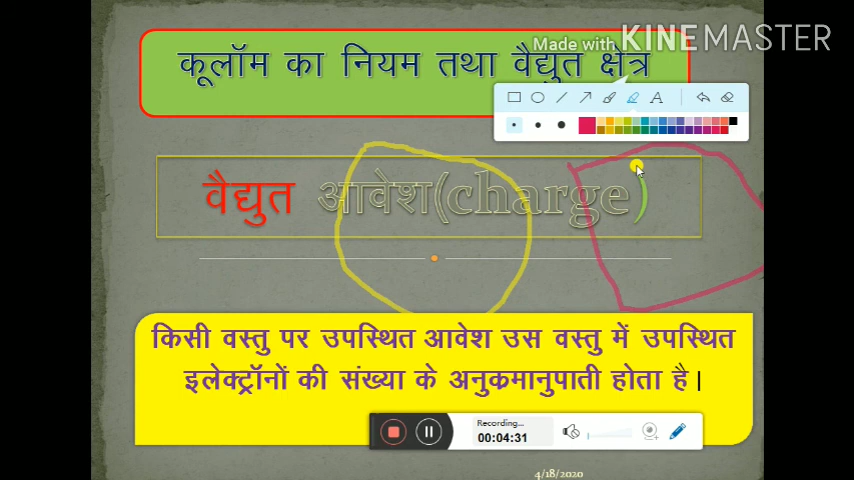 Made with KINEMASTER
कूलॉम का नियम तथा वैद्युत क्षेत्र
A
वैद्युत आवेश(charge)
किसी वस्तु पर उपस्थित आवेश उस वस्तु में उपस्थित
इलेक्ट्रॉनों की संख्या के अनुकमानुपाती होता है।
Recording...
00:04:31
4/18/2020